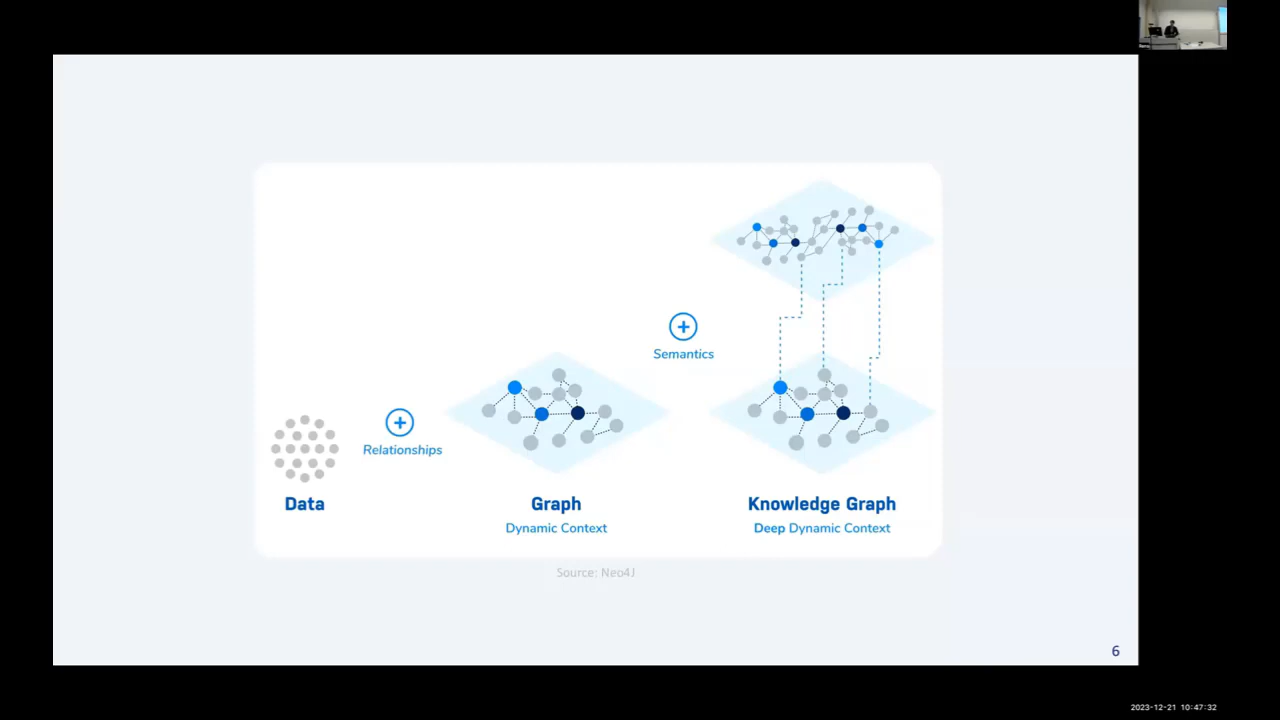 Semantics
Relationships
Data
Graph
Knowledge Graph
Dynamic Context
Deep Dynamic Context
Source: Neo4J
6
2023-12-21 10:47:32